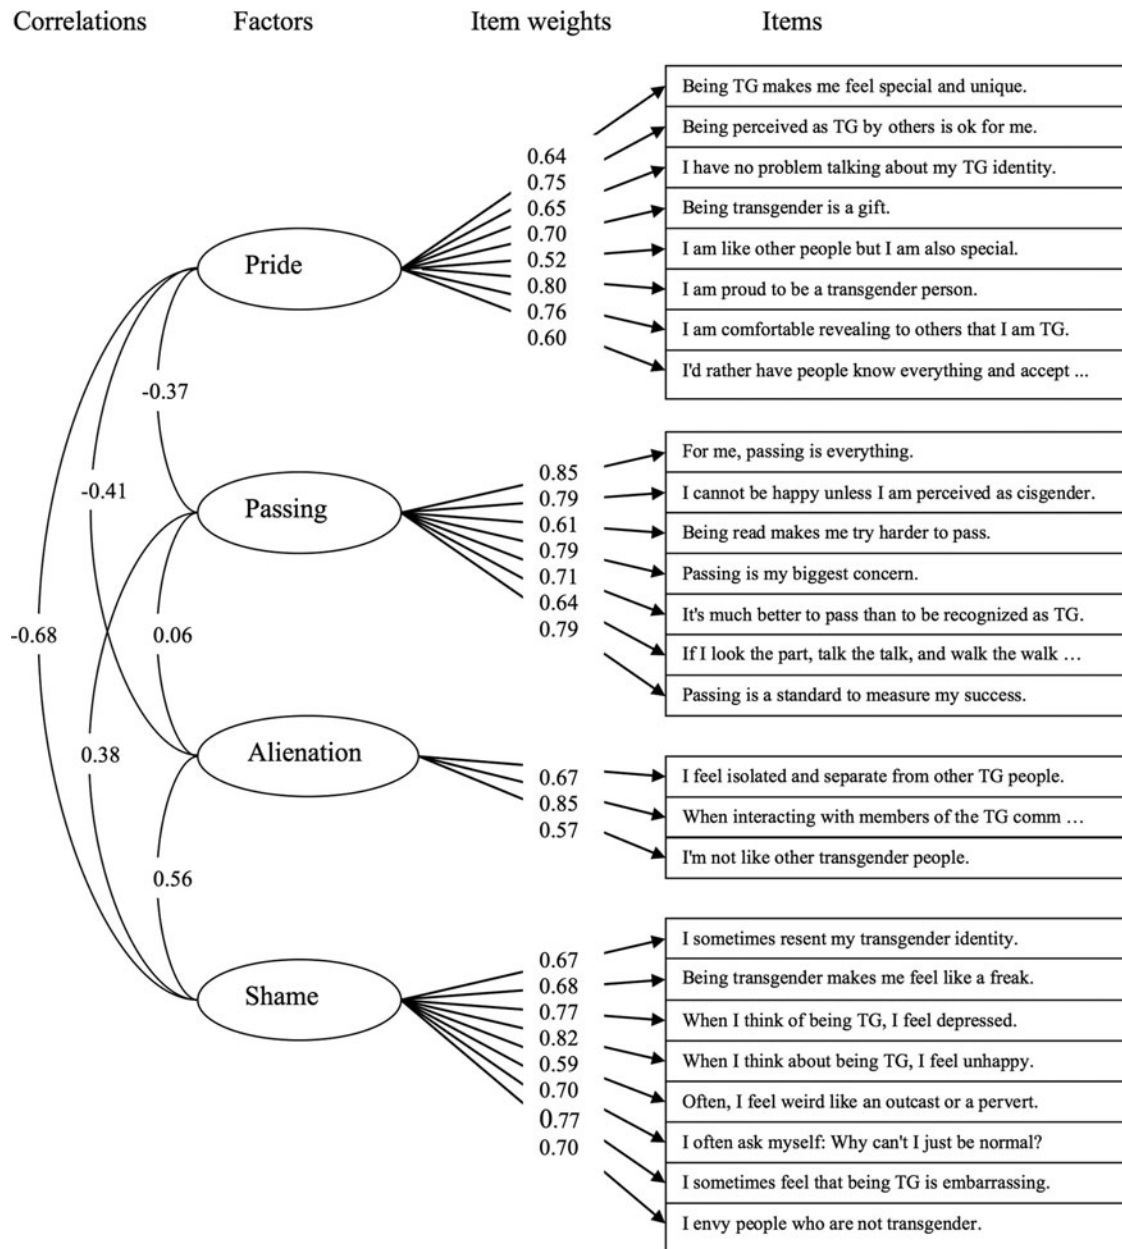 Correlations Factors Item weights Items
Being TG makes me feel special and unique.
Being perceived as TG by others is ok for me.
0.64
I have no problem talking about my TG identity.
0.75
0.65
Being transgender is a gift.
0.70
I am like other people but I am also special.
0.52
Pride
0.80
I am proud to be a transgender person.
0.76
I am comfortable revealing to others that I am TG.
0.60
I'd rather have people know everything and accept ...
-0.37
For me, passing is everything.
0.85
-0.41
I cannot be happy unless I am perceived as cisgender.
0.79
Passing
0.61
Being read makes me try harder to pass.
0.79
Passing is my biggest concern.
0.71
0.64
It's much better to pass than to be recognized as TG.
0.79
-0.68
0.06
If I look the part, talk the talk, and walk the walk …
Passing is a standard to measure my success.
0.38
Alienation
0.67
I feel isolated and separate from other TG people.
0.85
When interacting with members of the TG comm …
0.57
I'm not like other transgender people.
0.56
I sometimes resent my transgender identity.
0.67
Being transgender makes me feel like a freak.
0.68
Shame
0.77
When I think of being TG, I feel depressed.
0.82
When I think about being TG, I feel unhappy.
0.59
0.70
Often, I feel weird like an outcast or a pervert.
0.77
I often ask myself: Why can't I just be normal?
0.70
I sometimes feel that being TG is embarrassing.
I envy people who are not transgender.